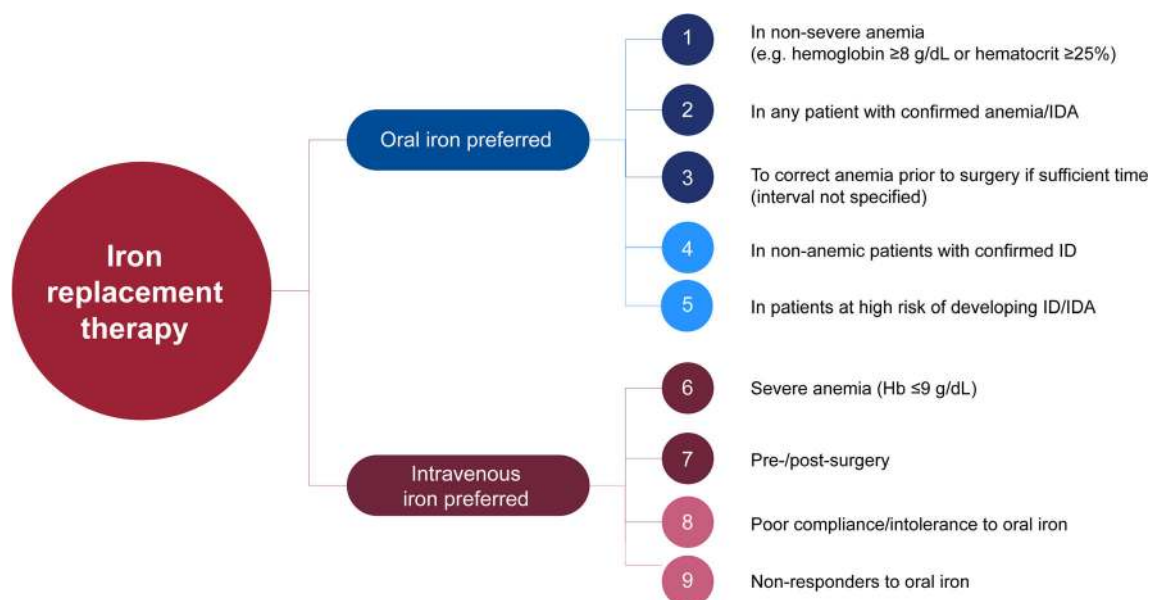 Iron
replacement
therapy
Oral iron preferred
1
In non-severe anemia
(e.g. hemoglobin ≥8 g/dL or hematocrit ≥25%)
2
In any patient with confirmed anemia/IDA
3
To correct anemia prior to surgery if sufficient time
(interval not specified)
4
In non-anemic patients with confirmed ID
5
In patients at high risk of developing ID/IDA
Intravenous
iron preferred
6
Severe anemia (Hb ≤9 g/dL)
7
Pre-/post-surgery
8
Poor compliance/intolerance to oral iron
9
Non-responders to oral iron